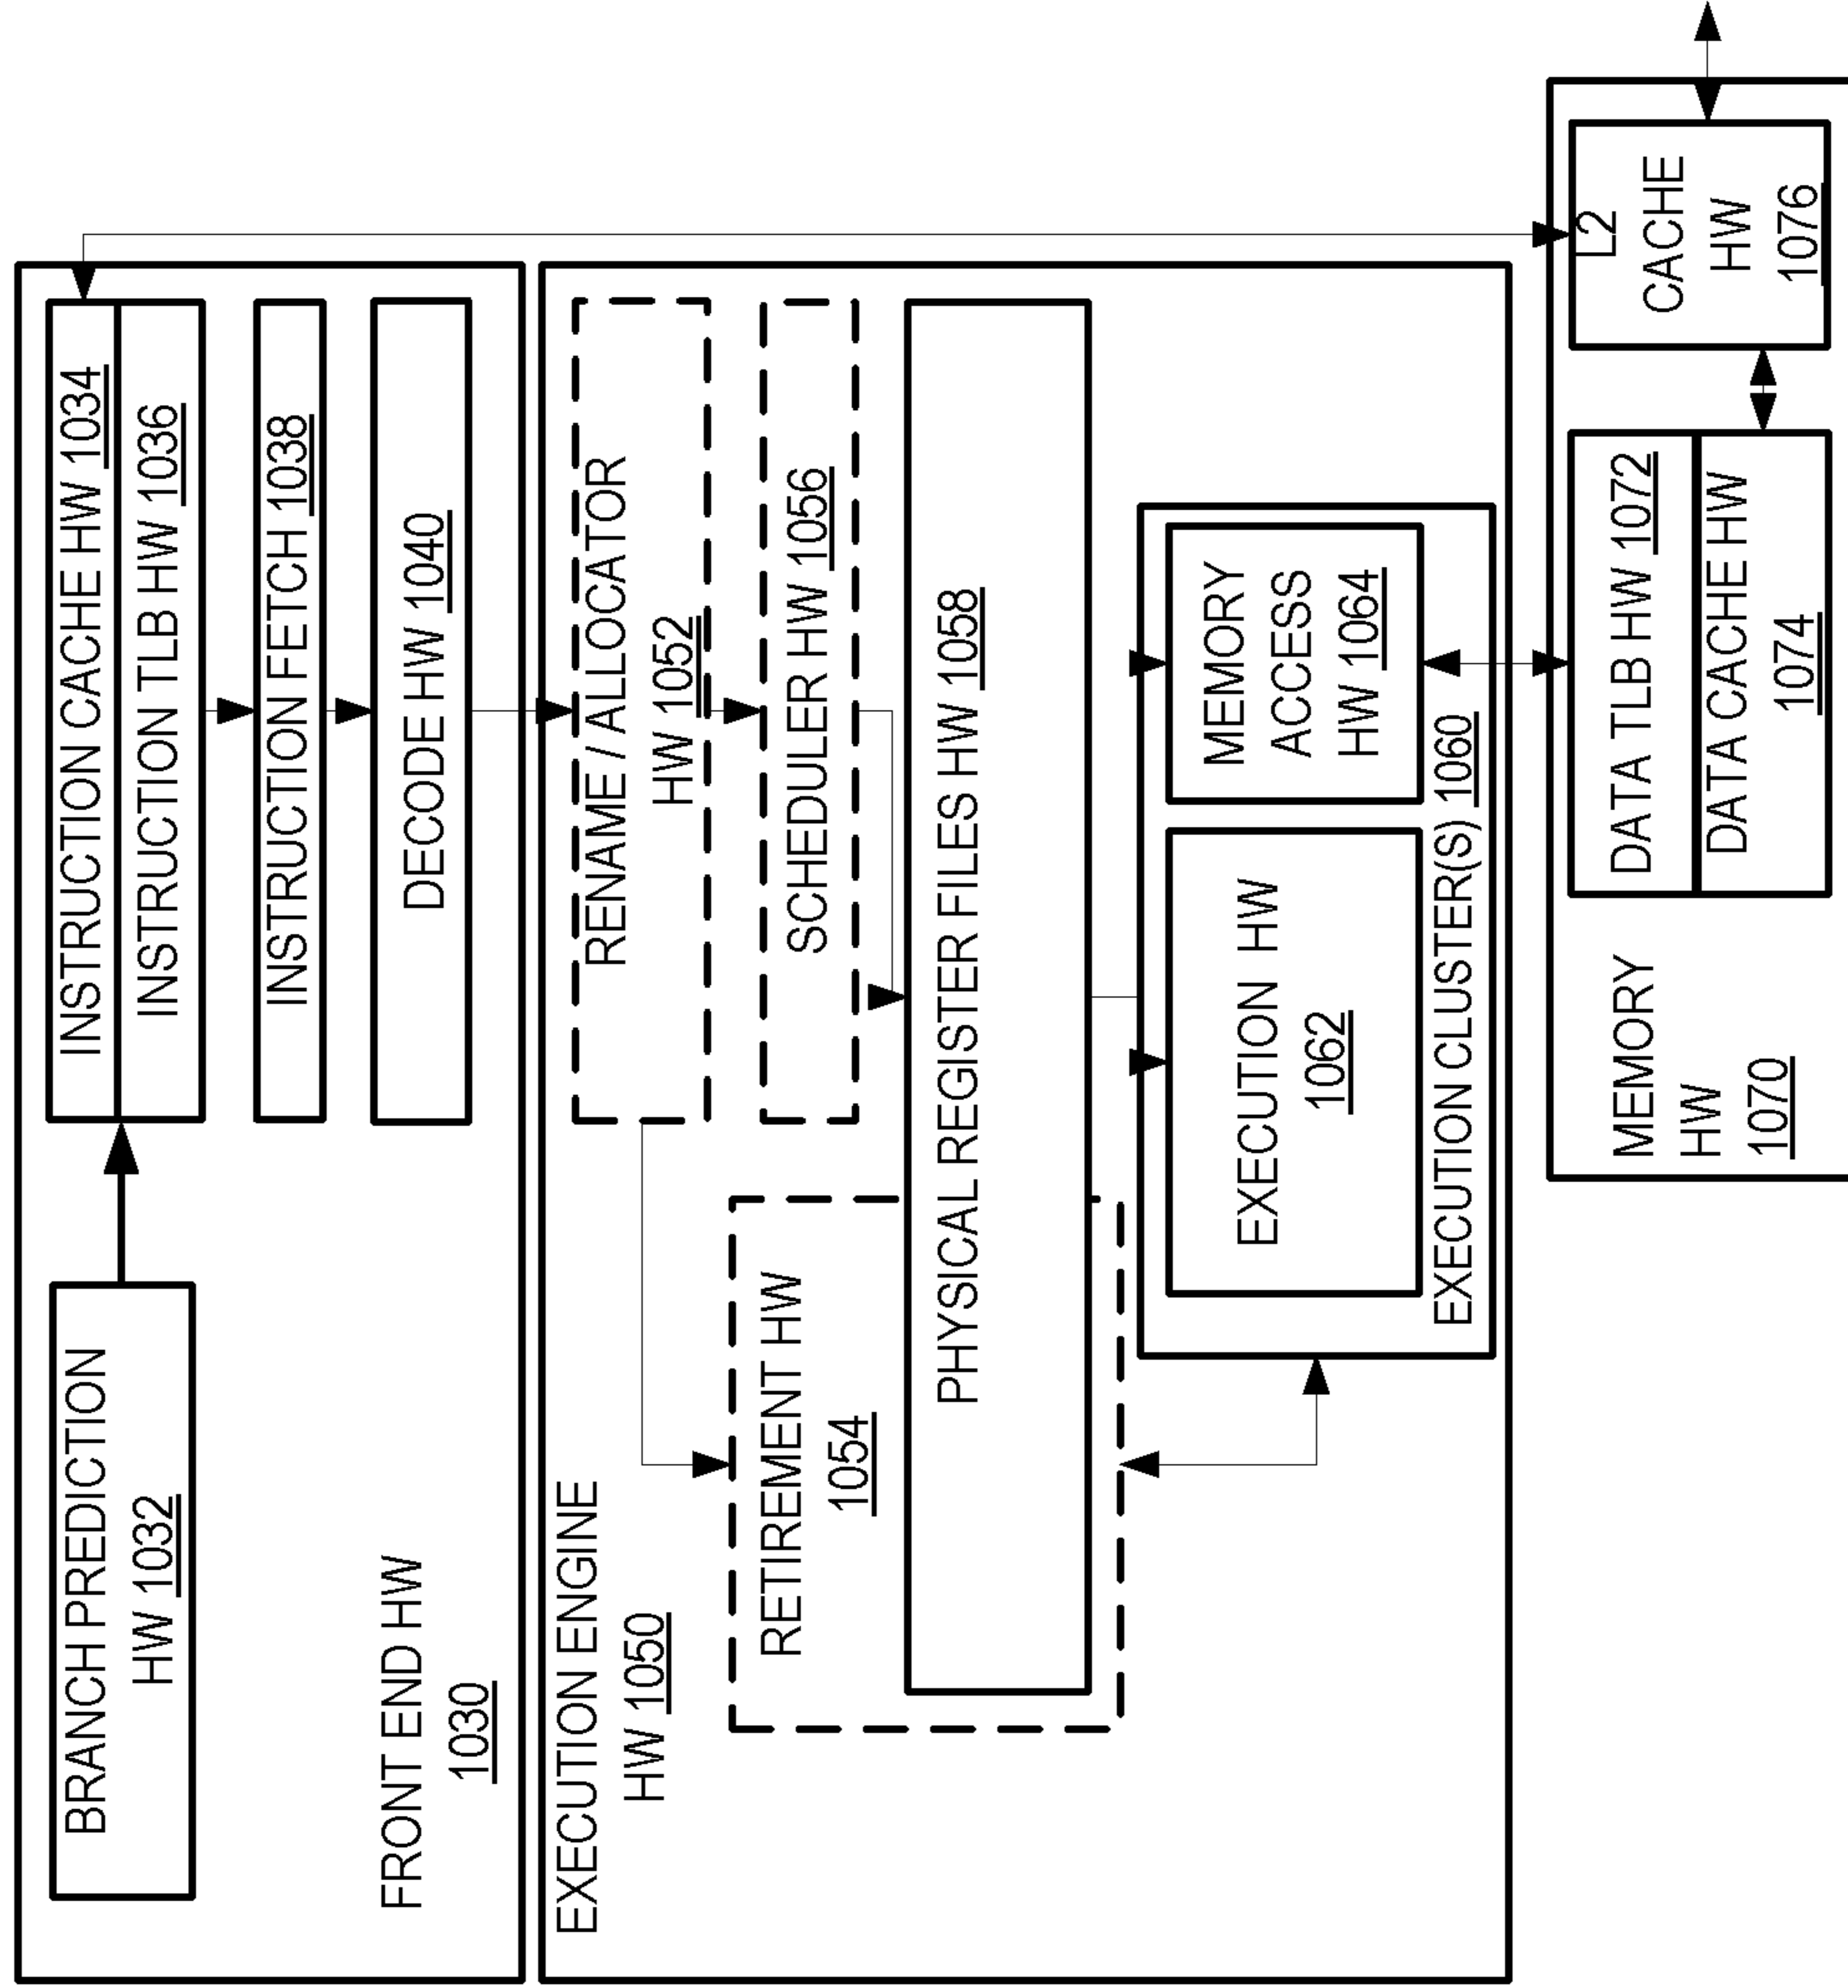 BRANCH PREDICTION
HW 1032
INSTRUCTION CACHE HW 1034
INSTRUCTION TLB HW 1036
INSTRUCTION FETCH 1038
DECODE HW 1040
FRONT END HW
1030
EXECUTION ENGINE
HW 1050
RENAME / ALLOCATOR
HW 1052
RETIREMENT HW
1054
SCHEDULER HW 1056
PHYSICAL REGISTER FILES HW 1058
EXECUTION HW
1062
MEMORY
ACCESS
HW 1064
EXECUTION CLUSTER(S) 1060
MEMORY
HW
1070
DATA TLB HW 1072
DATA CACHE HW
1074
L2
CACHE
HW
1076